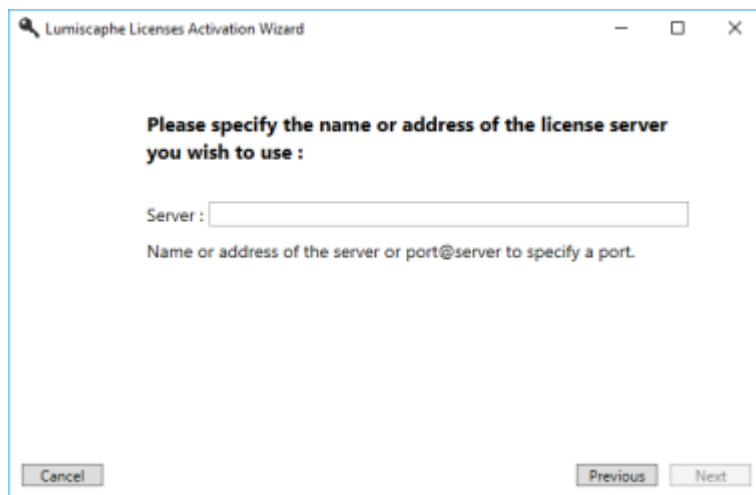 Lumiscaphe Licenses Activation Wizard
Please specify the name or address of the license server
you wish to use :
Server :
Name or address of the server or port@server to specify a port.
Cancel
Previous
Next